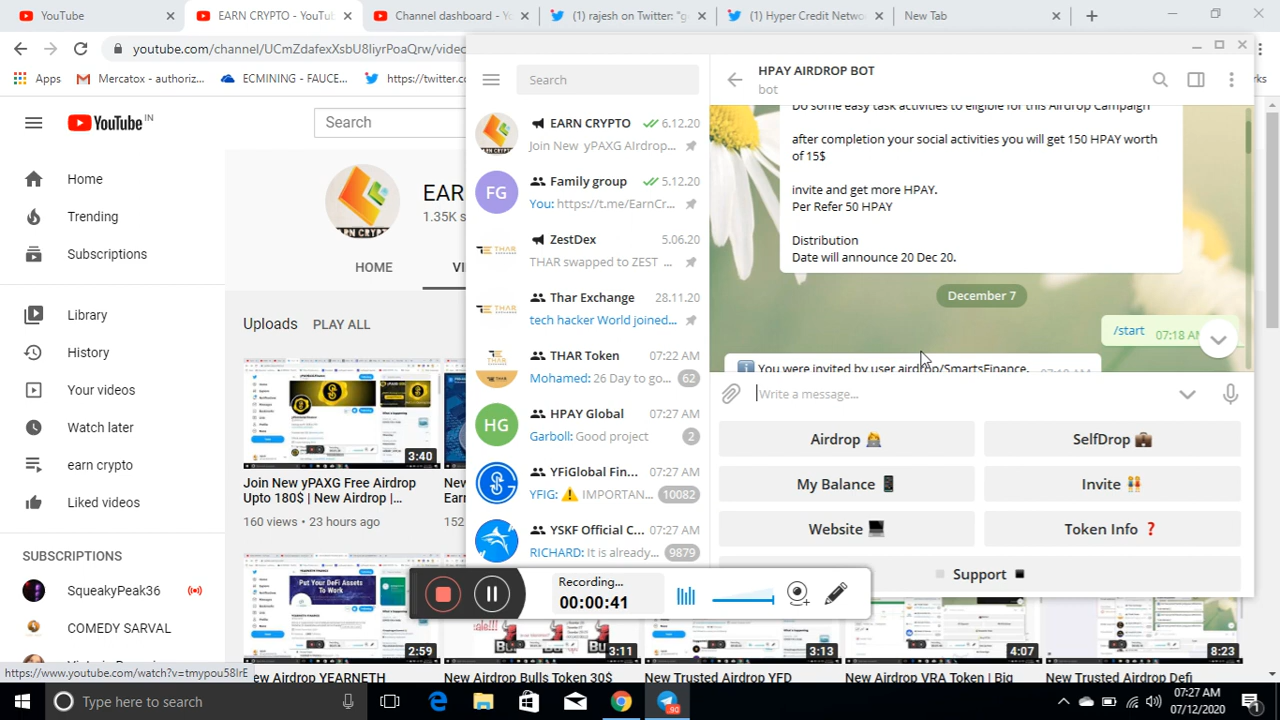 YouTube
EARN CRYPTO - YouTu
Channel dashboard - Yo
(1) rajesh on Twitter: "g
(1) Hyper Credit Netwo
New Tab
youtube.com/channel/UCmZdafexXsbU8IiyrPoaQrw/videc
Apps
Mercatox - authoriz...
ECMINING - FAUCE...
https://twitter.c
rks
YouTube IN
Search
Home
Trending
Subscriptions
Library
History
Your videos
Watch later
earn crypto
Liked videos
SUBSCRIPTIONS
SqueakyPeak36
COMEDY SARVAL
EARN CRYPTO
EAR
1.35K s
HOME
VI
Uploads PLAY ALL
3:40
Join New yPAXG Free Airdrop
Upto 180$ | New Airdrop |
160 views • 23 hours ago
New
Earn
152
2:59
3:11
3:13
4:07
8:23
New Airdrop YEARNETH
New Airdrop Bulls Token 30$
New Trusted Airdrop YFD
New Airdrop VRA Token | Big
New Trusted Airdrop Defi
Search
EARN CRYPTO 6.12.20
Join New yPAXG AIrdrop...
FG
Family group 5.12.20
You: https://t.me/EarnCr...
ZestDex 5.06.20
THAR swapped to ZEST ...
Thar Exchange 28.11.20
tech hacker World joined...
THAR Token 07:22 AM
Mohamed: 26 Day to go... 62
HG
HPAY Global 07:27 AM
Garboll: Good project 2
YFiGlobal Fin... 07:27 AM
YFIG: ⚠️ IMPORTAN... 10082
YSKF Official C... 07:27 AM
RICHARD: It is already... 9879
HPAY AIRDROP BOT
bot
Do some easy task activities to eligible for this Airdrop Campaign
after completion your social activities you will get 150 HPAY worth
of 15$
invite and get more HPAY.
Per Refer 50 HPAY
Distribution
Date will announce 20 Dec 20.
December 7
/start 07:18 AM
Write a message...
Airdrop
SelfDrop
My Balance
Invite
Website
Token Info ❓
Support
Recording...
00:00:41
https://www.youtube.com/watch?v=tmypou58IrE
Type here to search
90
07:27 AM
07/12/2020
1